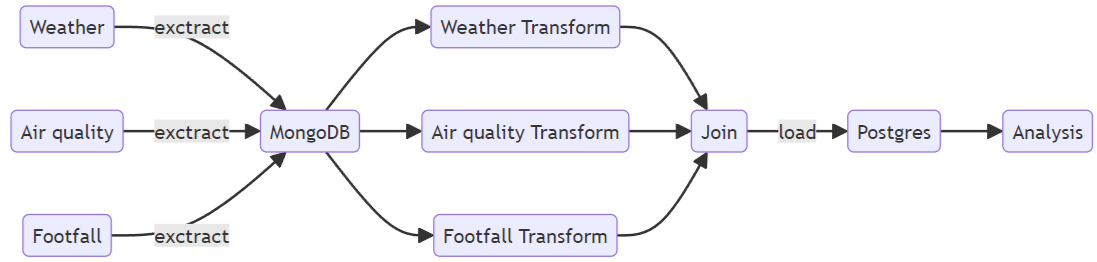 Weather
exctract
Weather Transform
Air quality
exctract
MongoDB
Air quality Transform
Join
load
Postgres
Analysis
Footfall
exctract
Footfall Transform